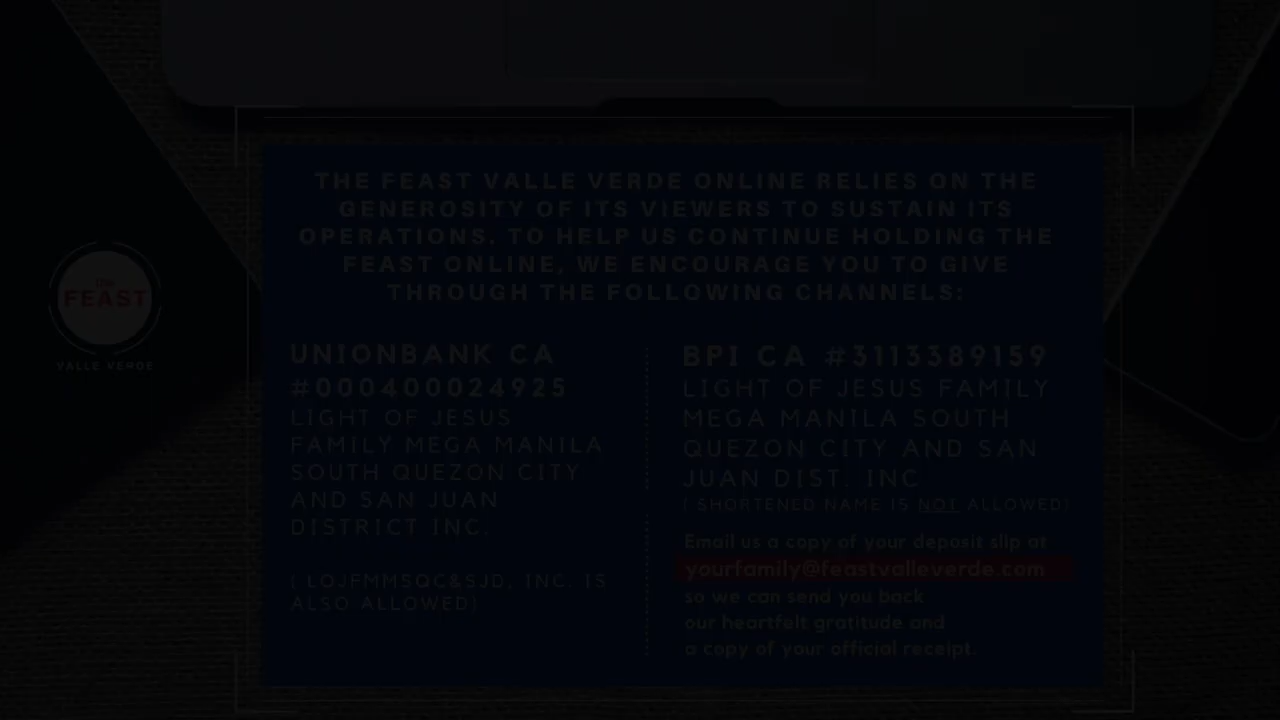 THE FEAST VALLE VERDE ONLINE RELIES ON THE
GENEROSITY OF ITS VIEWERS TO SUSTAIN ITS
OPERATIONS. TO HELP US CONTINUE HOLDING THE
FEAST ONLINE, WE ENCOURAGE YOU TO GIVE
THROUGH THE FOLLOWING CHANNELS:
the
FEAST
VALLE VERDE
UNIONBANK CA
#000400024925
LIGHT OF JESUS
FAMILY MEGA MANILA
SOUTH QUEZON CITY
AND SAN JUAN
DISTRICT INC.
( LOJFMMSQC&SJD, INC. IS
ALSO ALLOWED)
BPI CA #3113389159
LIGHT OF JESUS FAMILY
MEGA MANILA SOUTH
QUEZON CITY AND SAN
JUAN DIST. INC
( SHORTENED NAME IS NOT ALLOWED)
Email us a copy of your deposit slip at
yourfamily@feastvalleverde.com
so we can send you back
our heartfelt gratitude and
a copy of your official receipt.